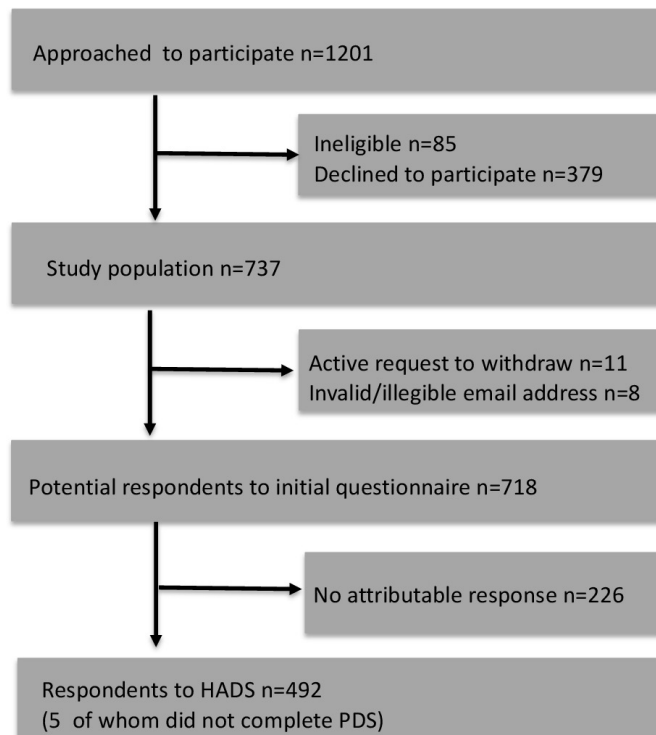 Approached to participate n=1201
Ineligible n=85
Declined to participate n=379
Study population n=737
Active request to withdraw n=11
Invalid/illegible email address n=8
Potential respondents to initial questionnaire n=718
No attributable response n=226
Respondents to HADS n=492
(5 of whom did not complete PDS)